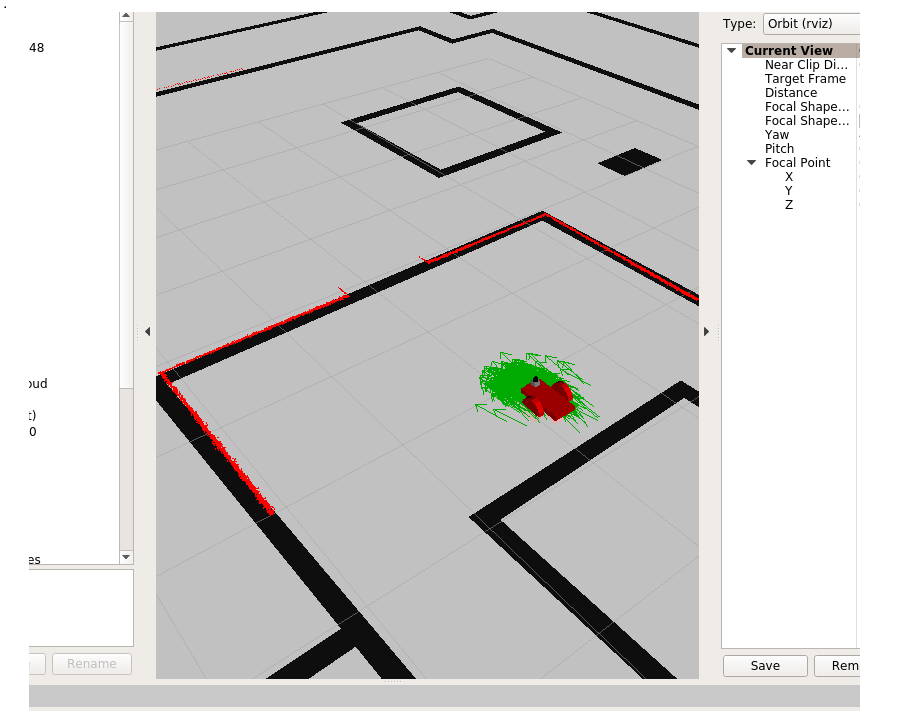 48
oud
t)
0
es
Rename
Type: Orbit (rviz)
Current View
Near Clip Di...
Target Frame
Distance
Focal Shape...
Focal Shape...
Yaw
Pitch
Focal Point
X
Y
Z
Save
Rem